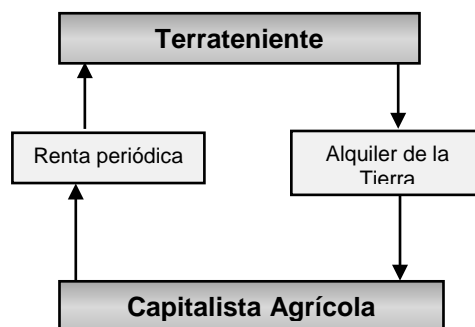 Terrateniente
Renta periódica
Alquiler de la
Tierra
Capitalista Agrícola